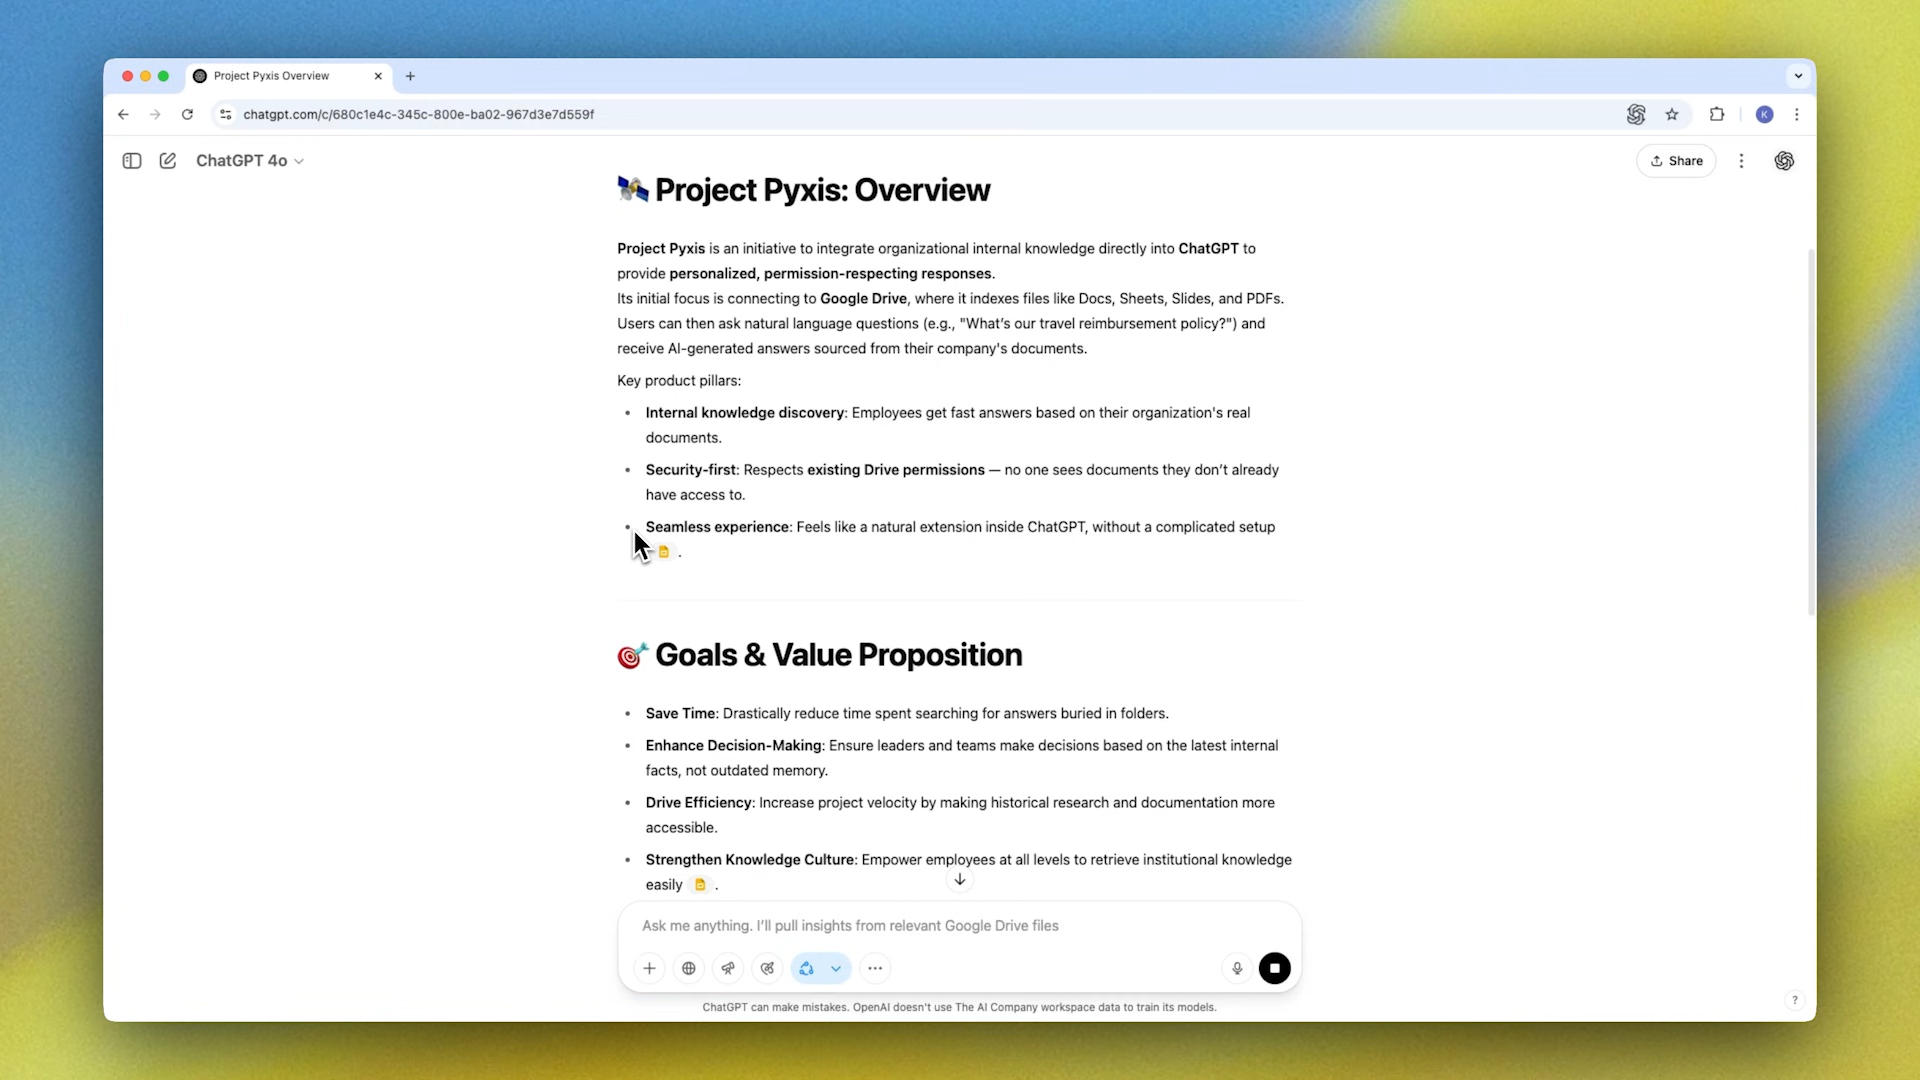 Project Pyxis Overview
chatgpt.com/c/680c1e4c-345c-800e-ba02-967d3e7d559f
K
ChatGPT 4o
Share
Project Pyxis: Overview
Project Pyxis is an initiative to integrate organizational internal knowledge directly into ChatGPT to
provide personalized, permission-respecting responses.
Its initial focus is connecting to Google Drive, where it indexes files like Docs, Sheets, Slides, and PDFs.
Users can then ask natural language questions (e.g., "What's our travel reimbursement policy?") and
receive AI-generated answers sourced from their company's documents.
Key product pillars:
• Internal knowledge discovery: Employees get fast answers based on their organization's real
documents.
• Security-first: Respects existing Drive permissions — no one sees documents they don't already
have access to.
• Seamless experience: Feels like a natural extension inside ChatGPT, without a complicated setup
.
Goals & Value Proposition
• Save Time: Drastically reduce time spent searching for answers buried in folders.
• Enhance Decision-Making: Ensure leaders and teams make decisions based on the latest internal
facts, not outdated memory.
• Drive Efficiency: Increase project velocity by making historical research and documentation more
accessible.
• Strengthen Knowledge Culture: Empower employees at all levels to retrieve institutional knowledge
easily .
Ask me anything. I'll pull insights from relevant Google Drive files
ChatGPT can make mistakes. OpenAI doesn't use The AI Company workspace data to train its models.
?